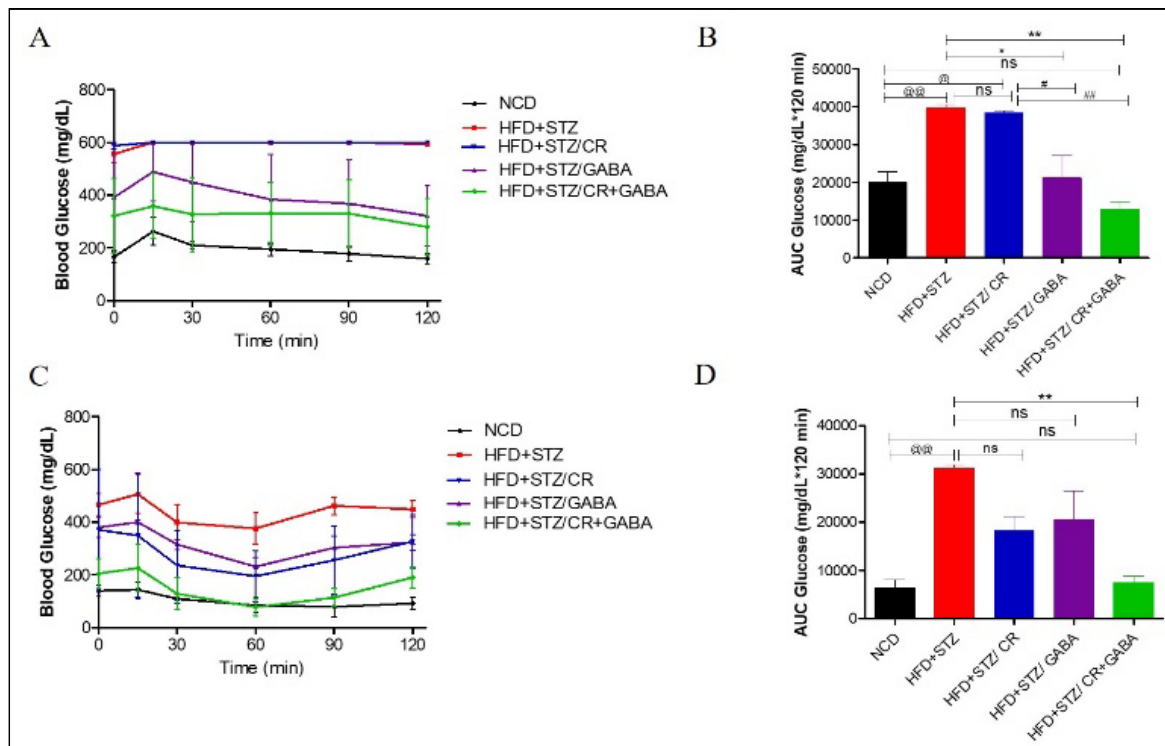 A
Blood Glucose (mg/dL)
800
600
400
200
0
0 30 60 90 120
Time (min)
NCD
HFD+STZ
HFD+STZ/CR
HFD+STZ/GABA
HFD+STZ/CR+GABA
B
**
*
ns
@
#
@@
ns
##
AUC Glucose (mg/dL*120 min)
50000
40000
30000
20000
10000
0
NCD
HFD+STZ
HFD+STZ/ CR
HFD+STZ/ GABA
HFD+STZ/ CR+GABA
C
Blood Glucose (mg/dL)
800
600
400
200
0
0 30 60 90 120
Time (min)
NCD
HFD+STZ
HFD+STZ/CR
HFD+STZ/GABA
HFD+STZ/CR+GABA
D
**
ns
ns
@@
ns
AUC Glucose (mg/dL*120 min)
40000
30000
20000
10000
0
NCD
HFD+STZ
HFD+STZ/ CR
HFD+STZ/ GABA
HFD+STZ/ CR+GABA